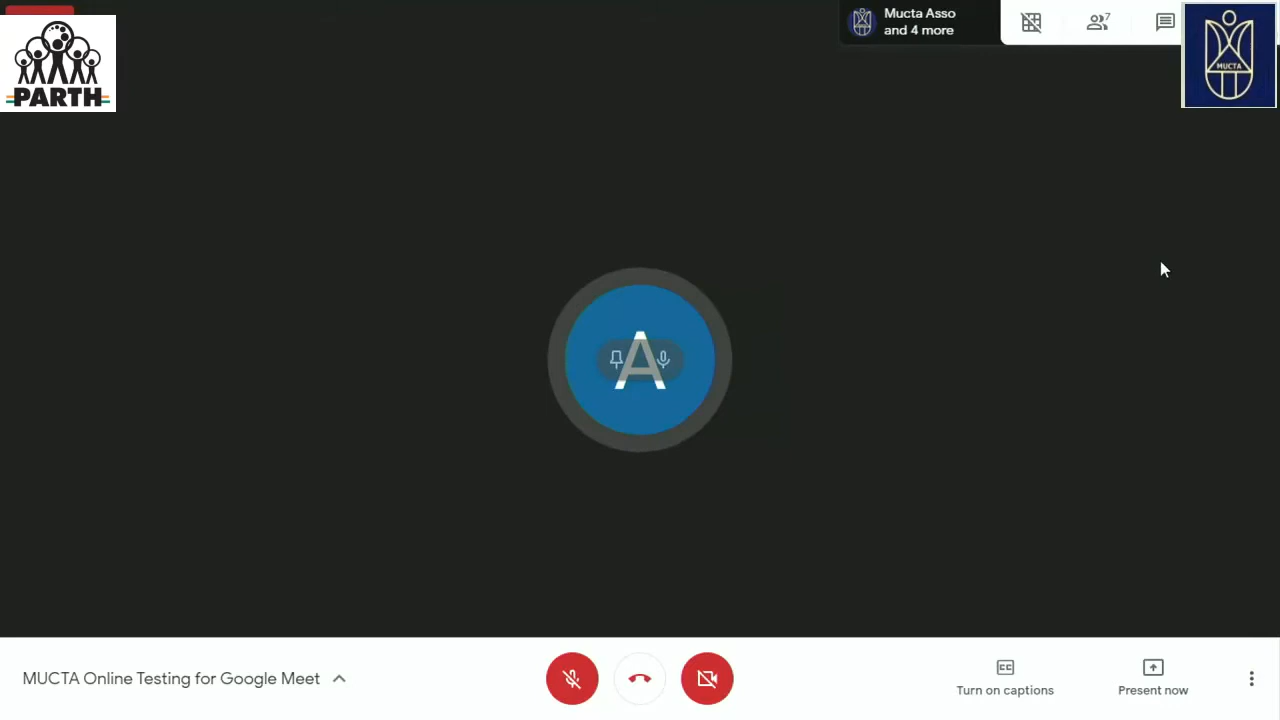 Mucta Asso
and 4 more
7
PARTH
MUCTA
A
MUCTA Online Testing for Google Meet
CC
Turn on captions
Present now